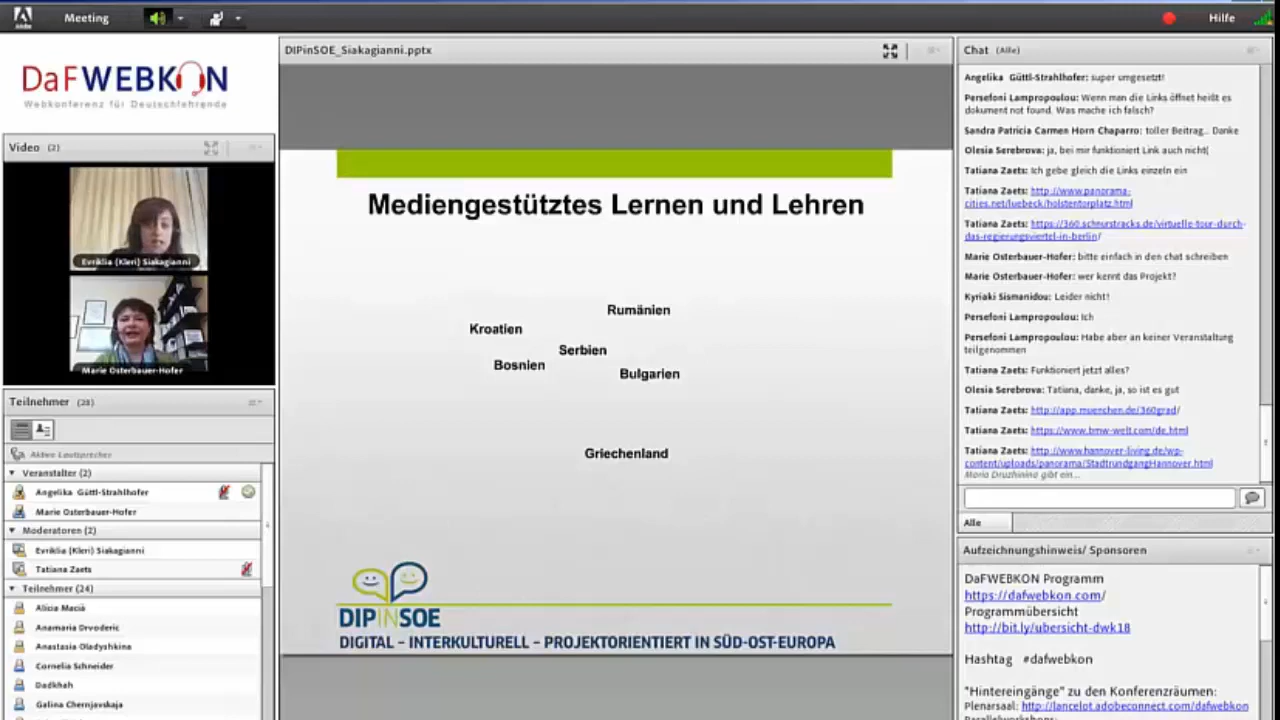 Meeting
Hilfe
DaFWEBKON
Webkonferenz für Deutschlehrende
Video (2)
Evriklia (Kleri) Siakagianni
Marie Osterbauer-Hofer
Teilnehmer (28)
Aktive Lautsprecher
Veranstalter (2)
Angelika Güttl-Strahlhofer
Marie Osterbauer-Hofer
Moderatoren (2)
Evriklia (Kleri) Siakagianni
Tatiana Zaets
Teilnehmer (24)
Alicia Macià
Anamaria Drvoderic
Anastasia Oladyshkina
Cornelia Schneider
Dadkhah
Galina Chernjavskaja
DIPinSOE_Siakagianni.pptx
Mediengestütztes Lernen und Lehren
Rumänien
Kroatien
Serbien
Bosnien
Bulgarien
Griechenland
DIPINSOE
DIGITAL – INTERKULTURELL – PROJEKTORIENTIERT IN SÜD-OST-EUROPA
Chat (Alle)
Angelika Güttl-Strahlhofer: super umgesetzt!
Persefoni Lampropoulou: Wenn man die Links öffnet heißt es
dokument not found. Was mache ich falsch?
Sandra Patricia Carmen Horn Chaparro: toller Beitrag.. Danke
Olesia Serebrova: ja, bei mir funktioniert Link auch nicht(
Tatiana Zaets: Ich gebe gleich die Links einzeln ein
Tatiana Zaets: http://www.panorama-
cities.net/luebeck/holstentorplatz.html
Tatiana Zaets: https://360.schnurstracks.de/virtuelle-tour-durch-
das-regierungsviertel-in-berlin/
Marie Osterbauer-Hofer: bitte einfach in den chat schreiben
Marie Osterbauer-Hofer: wer kennt das Projekt?
Kyriaki Sismanidou: Leider nicht!
Persefoni Lampropoulou: Ich
Persefoni Lampropoulou: Habe aber an keiner Veranstaltung
teilgenommen
Tatiana Zaets: Funktioniert jetzt alles?
Olesia Serebrova: Tatiana, danke, ja, so ist es gut
Tatiana Zaets: http://app.muenchen.de/360grad/
Tatiana Zaets: https://www.bmw-welt.com/de.html
Tatiana Zaets: http://www.hannover-living.de/wp-
content/uploads/panorama/StadtrundgangHannover.html
Maria Druzhinina gibt ein...
Alle
Aufzeichnungshinweis/ Sponsoren
DaFWEBKON Programm
https://dafwebkon.com/
Programmübersicht
http://bit.ly/ubersicht-dwk18
Hashtag #dafwebkon
"Hintereingänge" zu den Konferenzräumen:
Plenarsaal: http://lancelot.adobeconnect.com/dafwebkon